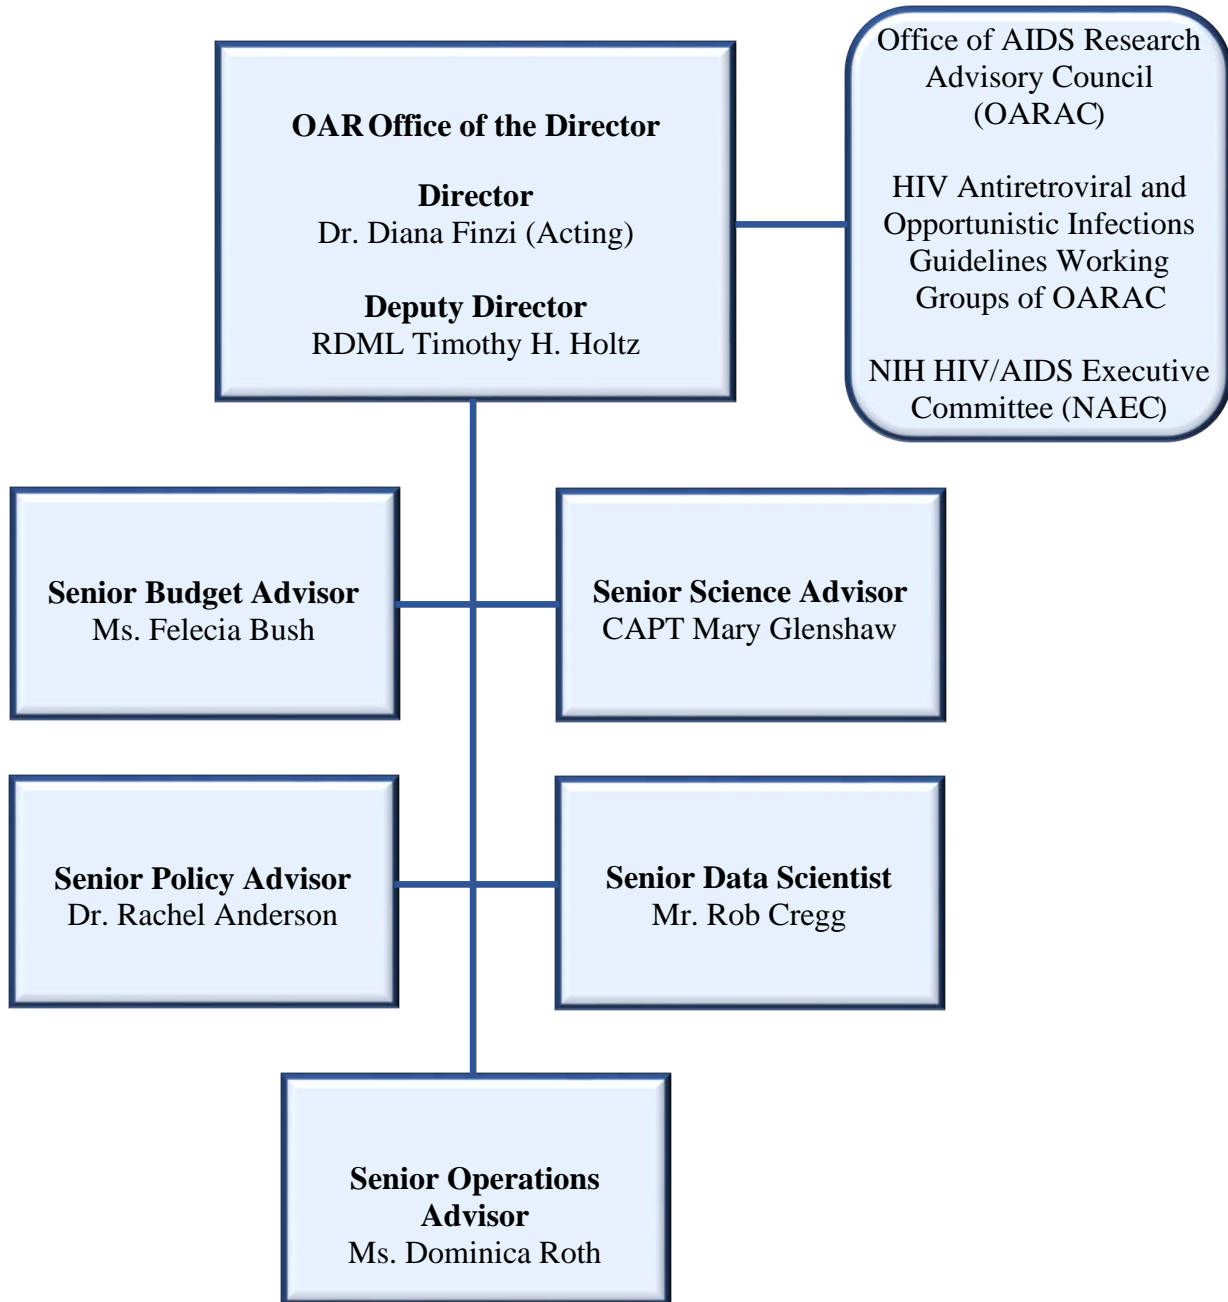 OAR Office of the Director
Director
Dr. Diana Finzi (Acting)
Deputy Director
RDML Timothy H. Holtz
Office of AIDS Research
Advisory Council
(OARAC)
HIV Antiretroviral and
Opportunistic Infections
Guidelines Working
Groups of OARAC
NIH HIV/AIDS Executive
Committee (NAEC)
Senior Budget Advisor
Ms. Felecia Bush
Senior Science Advisor
CAPT Mary Glenshaw
Senior Policy Advisor
Dr. Rachel Anderson
Senior Data Scientist
Mr. Rob Cregg
Senior Operations
Advisor
Ms. Dominica Roth